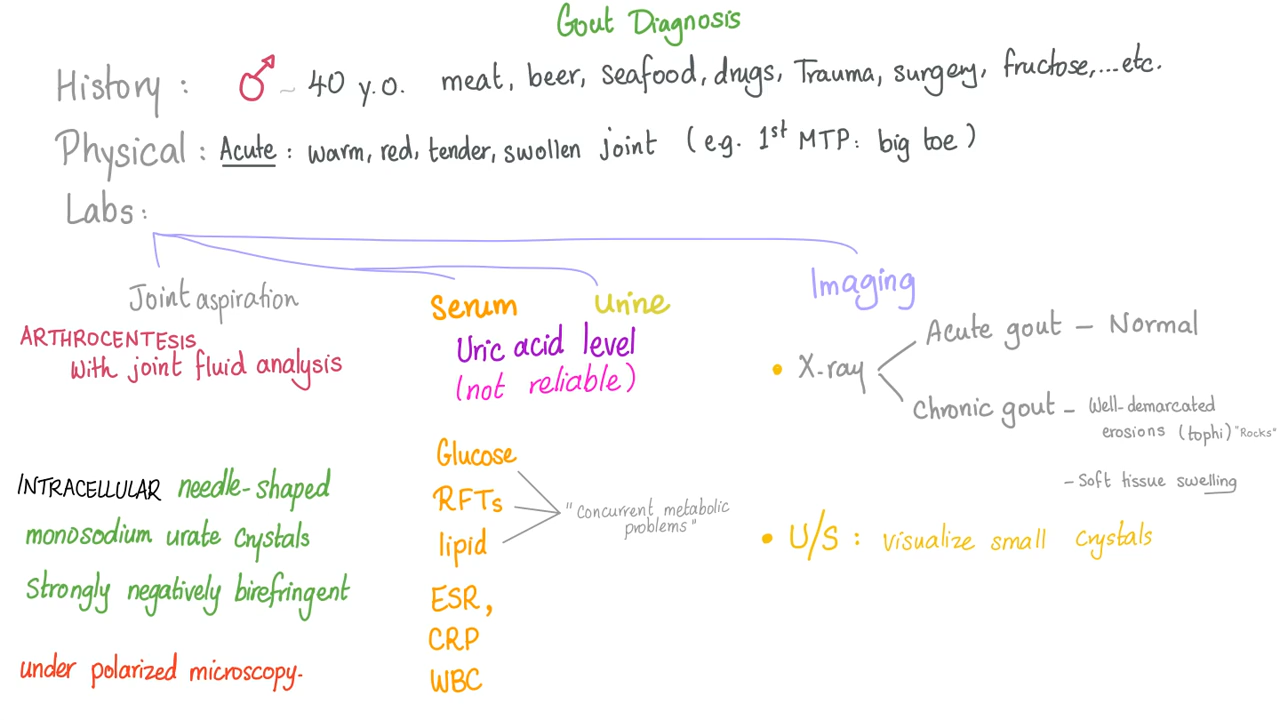 Gout Diagnosis
History : ♂ ~ 40 y.o. meat, beer, seafood, drugs, Trauma, surgery, fructose,...etc.
Physical : Acute : warm, red, tender, swollen joint (e.g. 1st MTP: big toe)
Labs:
Joint aspiration
ARTHROCENTESIS
with joint fluid analysis
INTRACELLULAR needle-shaped
monosodium urate crystals
Strongly negatively birefringent
under polarized microscopy.
Serum Urine
Uric acid level
(not reliable)
Glucose
RFTs
lipid
"Concurrent metabolic
problems"
ESR,
CRP
WBC
Imaging
• X-ray
Acute gout – Normal
Chronic gout – Well-demarcated
erosions (tophi) "Rocks"
– Soft tissue swelling
• U/S : visualize small crystals